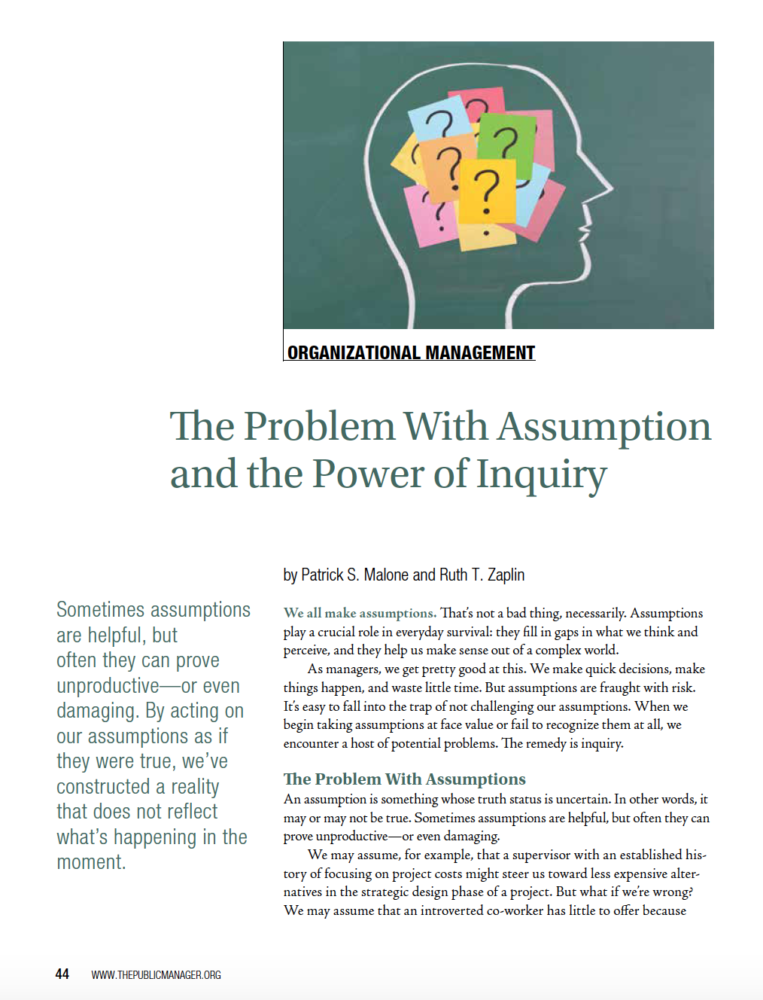 ? ? ? ? ? ? ? ?
ORGANIZATIONAL MANAGEMENT
The Problem With Assumption
and the Power of Inquiry
by Patrick S. Malone and Ruth T. Zaplin
Sometimes assumptions
are helpful, but
often they can prove
unproductive—or even
damaging. By acting on
our assumptions as if
they were true, we’ve
constructed a reality
that does not reflect
what’s happening in the
moment.
We all make assumptions. That’s not a bad thing, necessarily. Assumptions
play a crucial role in everyday survival: they fill in gaps in what we think and
perceive, and they help us make sense out of a complex world.
As managers, we get pretty good at this. We make quick decisions, make
things happen, and waste little time. But assumptions are fraught with risk.
It’s easy to fall into the trap of not challenging our assumptions. When we
begin taking assumptions at face value or fail to recognize them at all, we
encounter a host of potential problems. The remedy is inquiry.
The Problem With Assumptions
An assumption is something whose truth status is uncertain. In other words, it
may or may not be true. Sometimes assumptions are helpful, but often they can
prove unproductive—or even damaging.
We may assume, for example, that a supervisor with an established his-
tory of focusing on project costs might steer us toward less expensive alter-
natives in the strategic design phase of a project. But what if we’re wrong?
We may assume that an introverted co-worker has little to offer because
44 WWW.THEPUBLICMANAGER.ORG